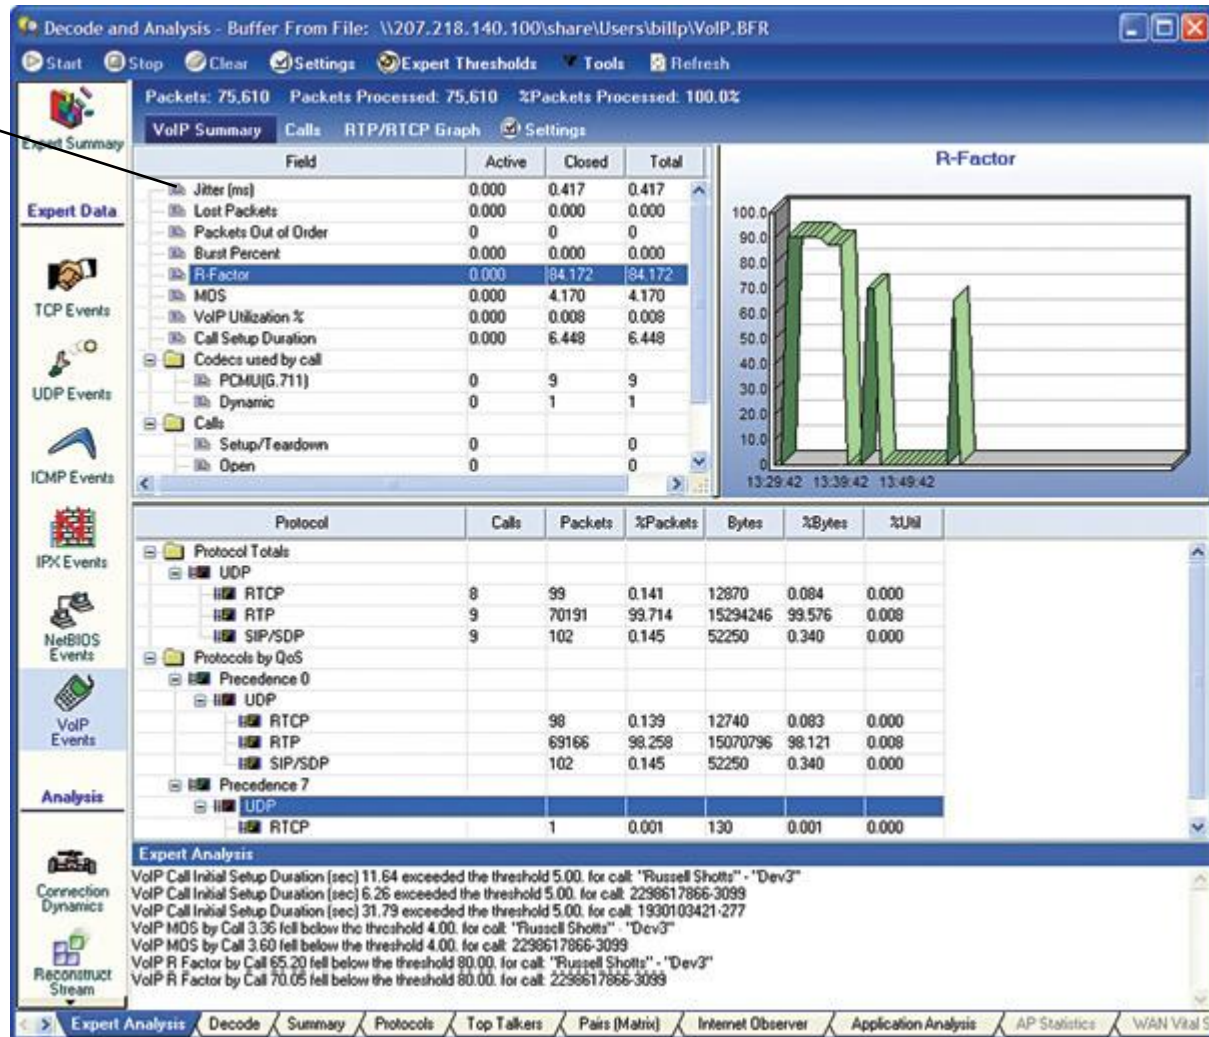 Decode and Analysis - Buffer From File: \\207.218.140.100\share\Users\billp\VoIP.BFR
Start Stop Clear Settings Expert Thresholds Tools Refresh
Packets: 75,610 Packets Processed: 75,610 %Packets Processed: 100.0%
VoIP Summary Calls RTP/RTCP Graph Settings
Expert Summary
Expert Data
TCP Events
UDP Events
ICMP Events
IPX Events
NetBIOS
Events
VoIP
Events
Analysis
Connection
Dynamics
Reconstruct
Stream
Field Active Closed Total
Jitter (ms) 0.000 0.417 0.417
Lost Packets 0.000 0.000 0.000
Packets Out of Order 0 0 0
Burst Percent 0.000 0.000 0.000
R-Factor 0.000 84.172 84.172
MOS 0.000 4.170 4.170
VoIP Utilization % 0.000 0.008 0.008
Call Setup Duration 0.000 6.448 6.448
Codecs used by call
PCMU(G.711) 0 9 9
Dynamic 0 1 1
Calls
Setup/Teardown 0 0
Open 0 0
R-Factor
100.0
90.0
80.0
70.0
60.0
50.0
40.0
30.0
20.0
10.0
0
13:29:42 13:39:42 13:49:42
Protocol Calls Packets %Packets Bytes %Bytes %Util
Protocol Totals
UDP
RTCP 8 99 0.141 12870 0.084 0.000
RTP 9 70191 99.714 15294246 99.576 0.008
SIP/SDP 9 102 0.145 52250 0.340 0.000
Protocols by QoS
Precedence 0
UDP
RTCP 98 0.139 12740 0.083 0.000
RTP 69166 98.258 15070796 98.121 0.008
SIP/SDP 102 0.145 52250 0.340 0.000
Precedence 7
UDP
RTCP 1 0.001 130 0.001 0.000
Expert Analysis
VoIP Call Initial Setup Duration (sec) 11.64 exceeded the threshold 5.00. for call: "Russell Shotts" - "Dev3"
VoIP Call Initial Setup Duration (sec) 6.26 exceeded the threshold 5.00. for call: 2298617866-3099
VoIP Call Initial Setup Duration (sec) 31.79 exceeded the threshold 5.00. for call: 1930103421-277
VoIP MOS by Call 3.36 fell below the threshold 4.00. for call: "Russell Shotts" - "Dev3"
VoIP MOS by Call 3.60 fell below the threshold 4.00. for call: 2298617866-3099
VoIP R Factor by Call 65.20 fell below the threshold 80.00. for call: "Russell Shotts" - "Dev3"
VoIP R Factor by Call 70.05 fell below the threshold 80.00. for call: 2298617866-3099
Expert Analysis Decode Summary Protocols Top Talkers Pairs (Matrix) Internet Observer Application Analysis AP Statistics WAN Vital S